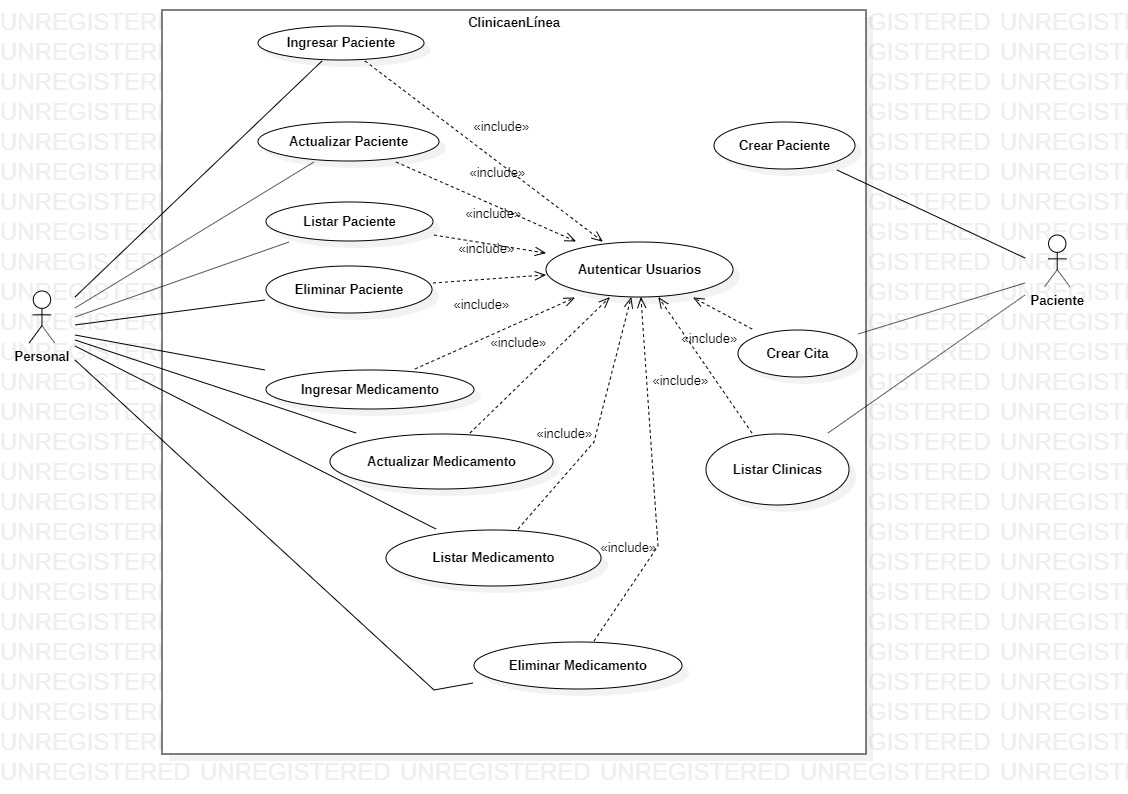 ClinicaenLínea
Ingresar Paciente
«include»
Actualizar Paciente
Crear Paciente
«include»
«include»
Listar Paciente
«include»
Autenticar Usuarios
Eliminar Paciente
Personal
Paciente
«include»
«include»
«include»
Crear Cita
«include»
Ingresar Medicamento
«include»
Actualizar Medicamento
Listar Clinicas
Listar Medicamento
«include»
Eliminar Medicamento
UNREGISTERED UNREGISTERED UNREGISTERED UNREGISTERED UNREGISTERED